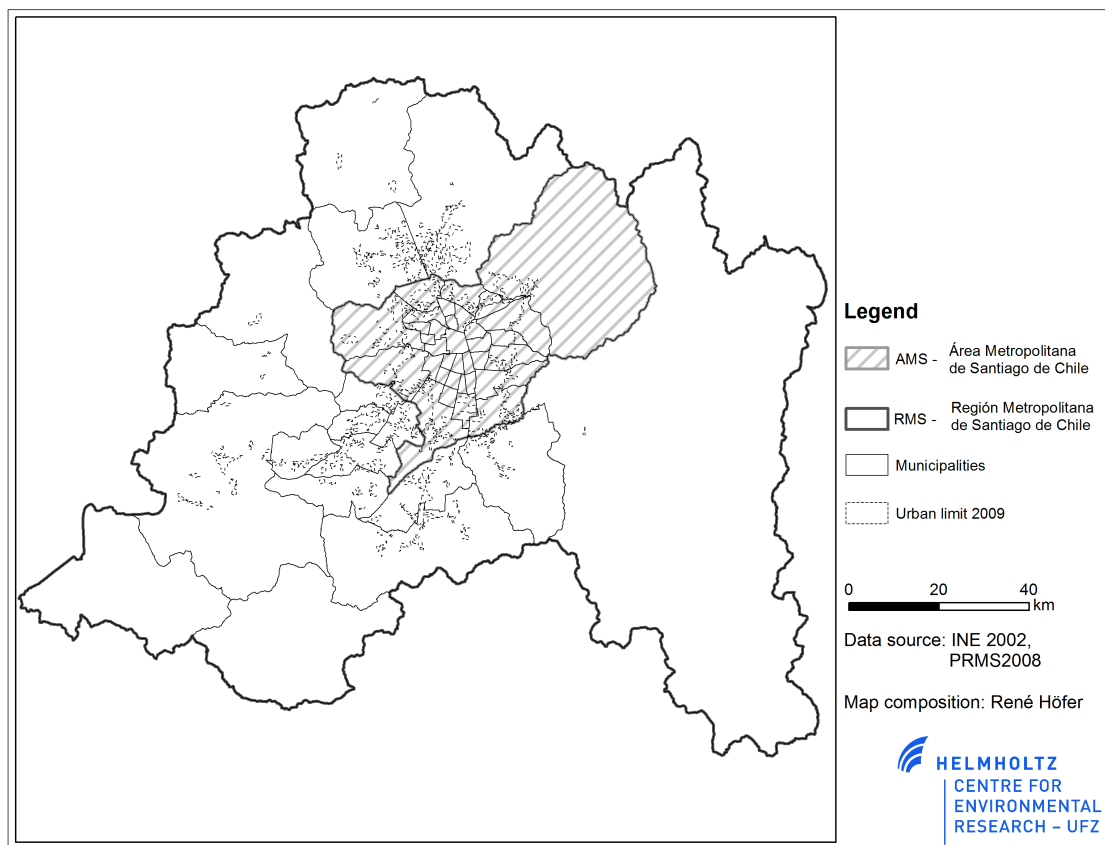 Legend
AMS - Área Metropolitana
de Santiago de Chile
RMS - Región Metropolitana
de Santiago de Chile
Municipalities
Urban limit 2009
0 20 40
km
Data source: INE 2002,
PRMS2008
Map composition: René Höfer
HELMHOLTZ
CENTRE FOR
ENVIRONMENTAL
RESEARCH – UFZ